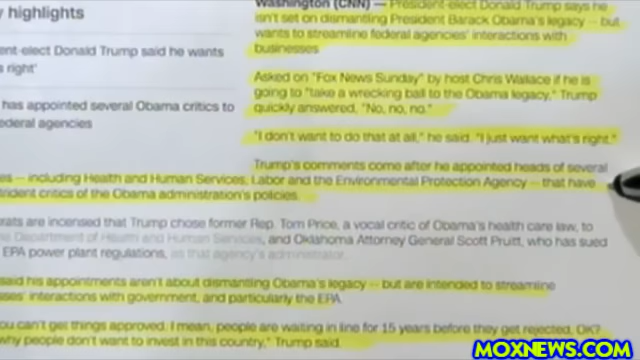 y highlights
ent-elect Donald Trump said he wants
s right'
has appointed several Obama critics to
ederal agencies
Washington (CNN) — President-elect Donald Trump says he
isn't set on dismantling President Barack Obama's legacy -- but
wants to streamline federal agencies' interactions with
businesses
Asked on "Fox News Sunday" by host Chris Wallace if he is
going to "take a wrecking ball to the Obama legacy," Trump
quickly answered, "No, no, no."
"I don't want to do that at all," he said. "I just want what's right."
Trump's comments come after he appointed heads of several
es -- including Health and Human Services, Labor and the Environmental Protection Agency -- that have
trident critics of the Obama administration's policies.
rats are incensed that Trump chose former Rep. Tom Price, a vocal critic of Obama's health care law, to
he Department of Health and Human Services, and Oklahoma Attorney General Scott Pruitt, who has sued
EPA power plant regulations, as that agency's administrator.
said his appointments aren't about dismantling Obama's legacy -- but are intended to streamline
ses' interactions with government, and particularly the EPA.
ou can't get things approved. I mean, people are waiting in line for 15 years before they get rejected, OK?
why people don't want to invest in this country," Trump said.
MOXNEWS.COM